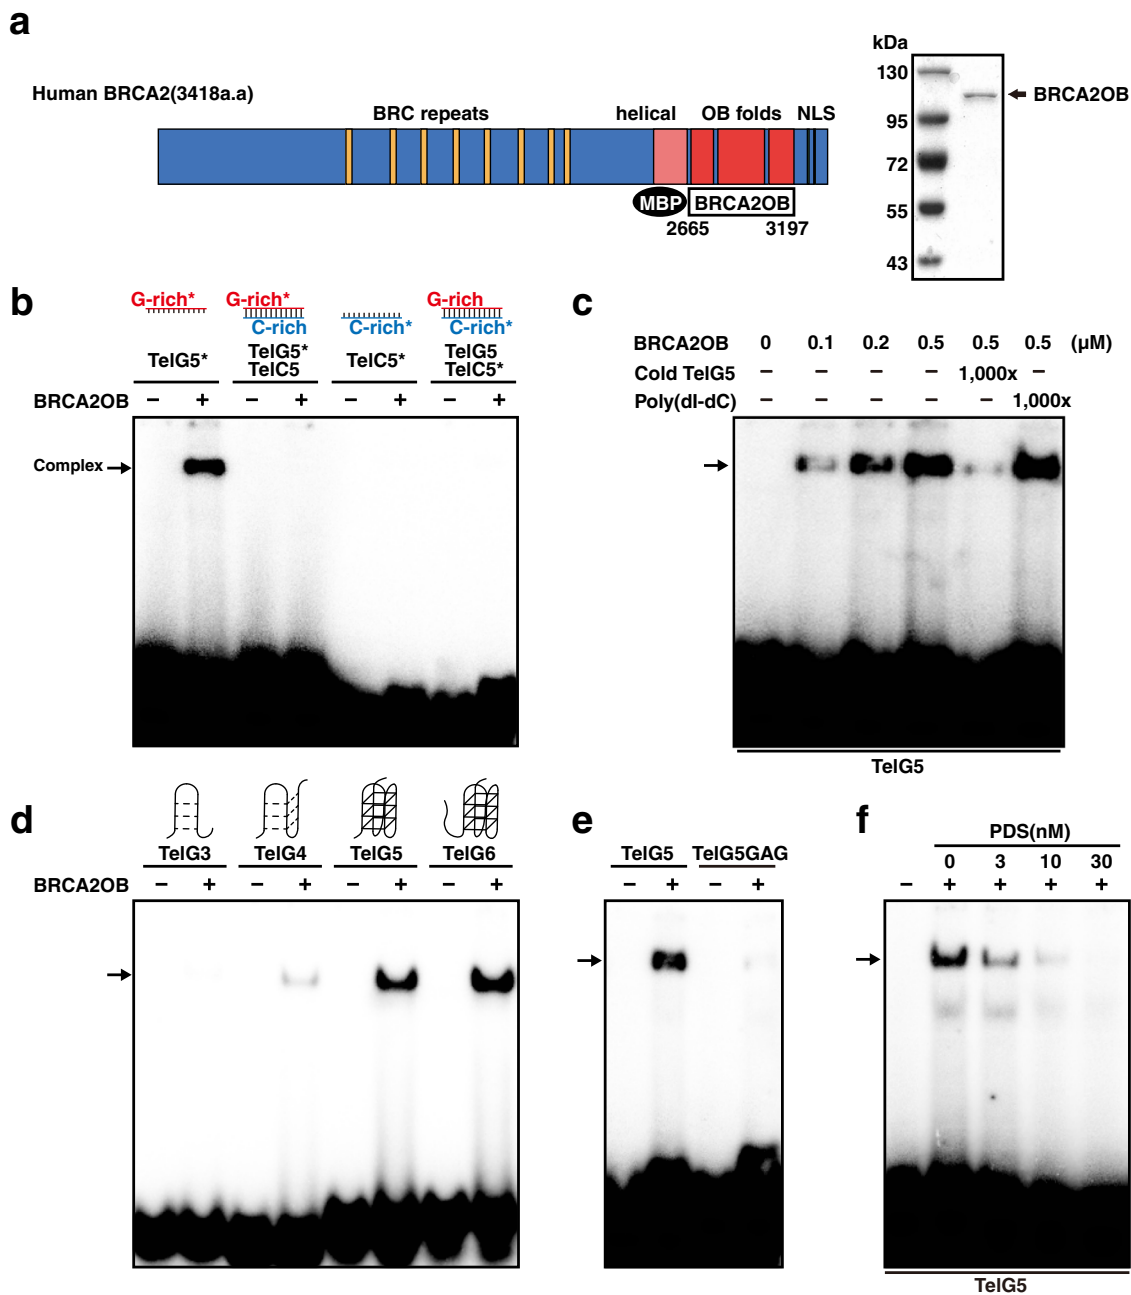 a
Human BRCA2(3418a.a)
BRC repeats
helical
OB folds
NLS
MBP
BRCA2OB
2665
3197
kDa
130
95
72
55
43
BRCA2OB
b
G-rich*
G-rich*
C-rich
C-rich*
G-rich
C-rich*
TelG5*
TelG5*
TelC5
TelC5*
TelG5
TelC5*
BRCA2OB – + – + – + – +
Complex
c
BRCA2OB 0 0.1 0.2 0.5 0.5 0.5 (μM)
Cold TelG5 – – – – 1,000x –
Poly(dI-dC) – – – – – 1,000x
TelG5
d
TelG3 TelG4 TelG5 TelG6
BRCA2OB – + – + – + – +
e
TelG5 TelG5GAG
– + – +
f
PDS(nM)
0 3 10 30
– + + + +
TelG5